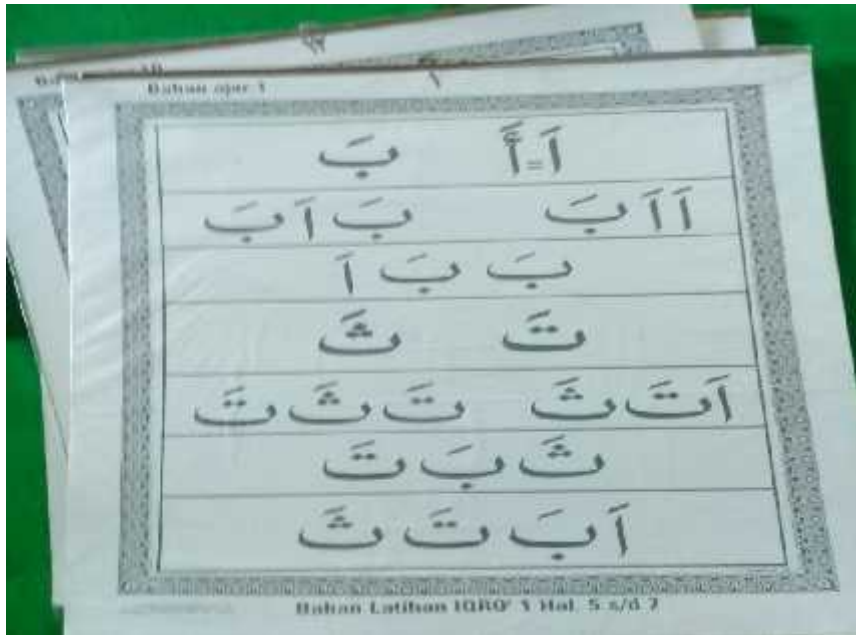 Bahan ajar 1
١
اَ = أَ بَ
اَ اَ بَ بَ اَ بَ
بَ بَ اَ
تَ ثَ
اَ تَ ثَ تَ ثَ تَ
ثَ بَ تَ
اَ بَ تَ ثَ
Bahan Latihan IQRO' 1 Hal. 5 s/d 7